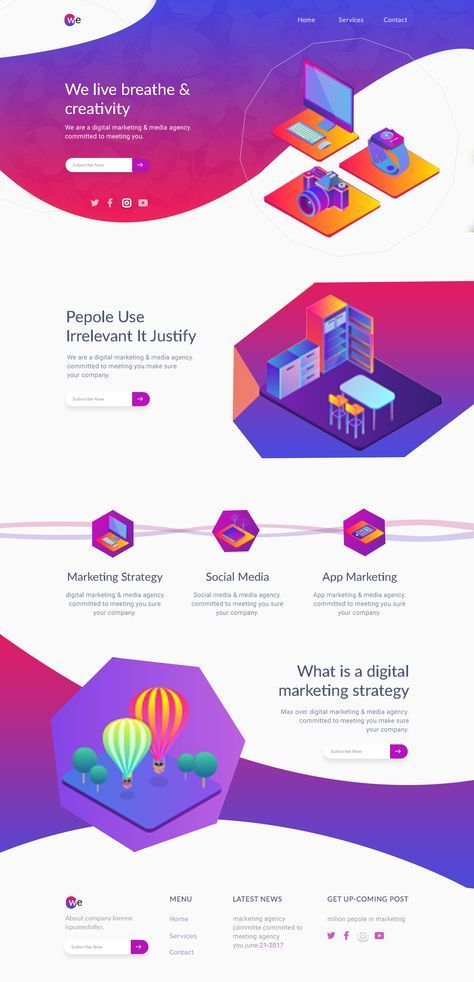 we
Home Services Contact
We live breathe &
creativity
We are a digital marketing & media agency.
committed to meeting you.
Subscribe Now
Pepole Use
Irrelevant It Justify
We are a digital marketing & media agency.
committed to meeting you.make sure
your company.
Subscribe Now
Marketing Strategy
digital marketing & media agency.
committed to meeting you.sure
your company.
Social Media
Social media & media agency.
committed to meeting you.sure
your company.
App Marketing
App marketing & media agency.
committed to meeting you.sure
your company.
What is a digital
marketing strategy
Max over digital marketing & media agency.
committed to meeting you make sure
your company.
Subscribe Now
we
About company foreme
ispumedoller.
Subscribe Now
MENU
Home
Services
Contact
LATEST NEWS
marketing agency
committe committed to
meeting agency
you june-21-2017
GET UP-COMING POST
milion pepole in marketing